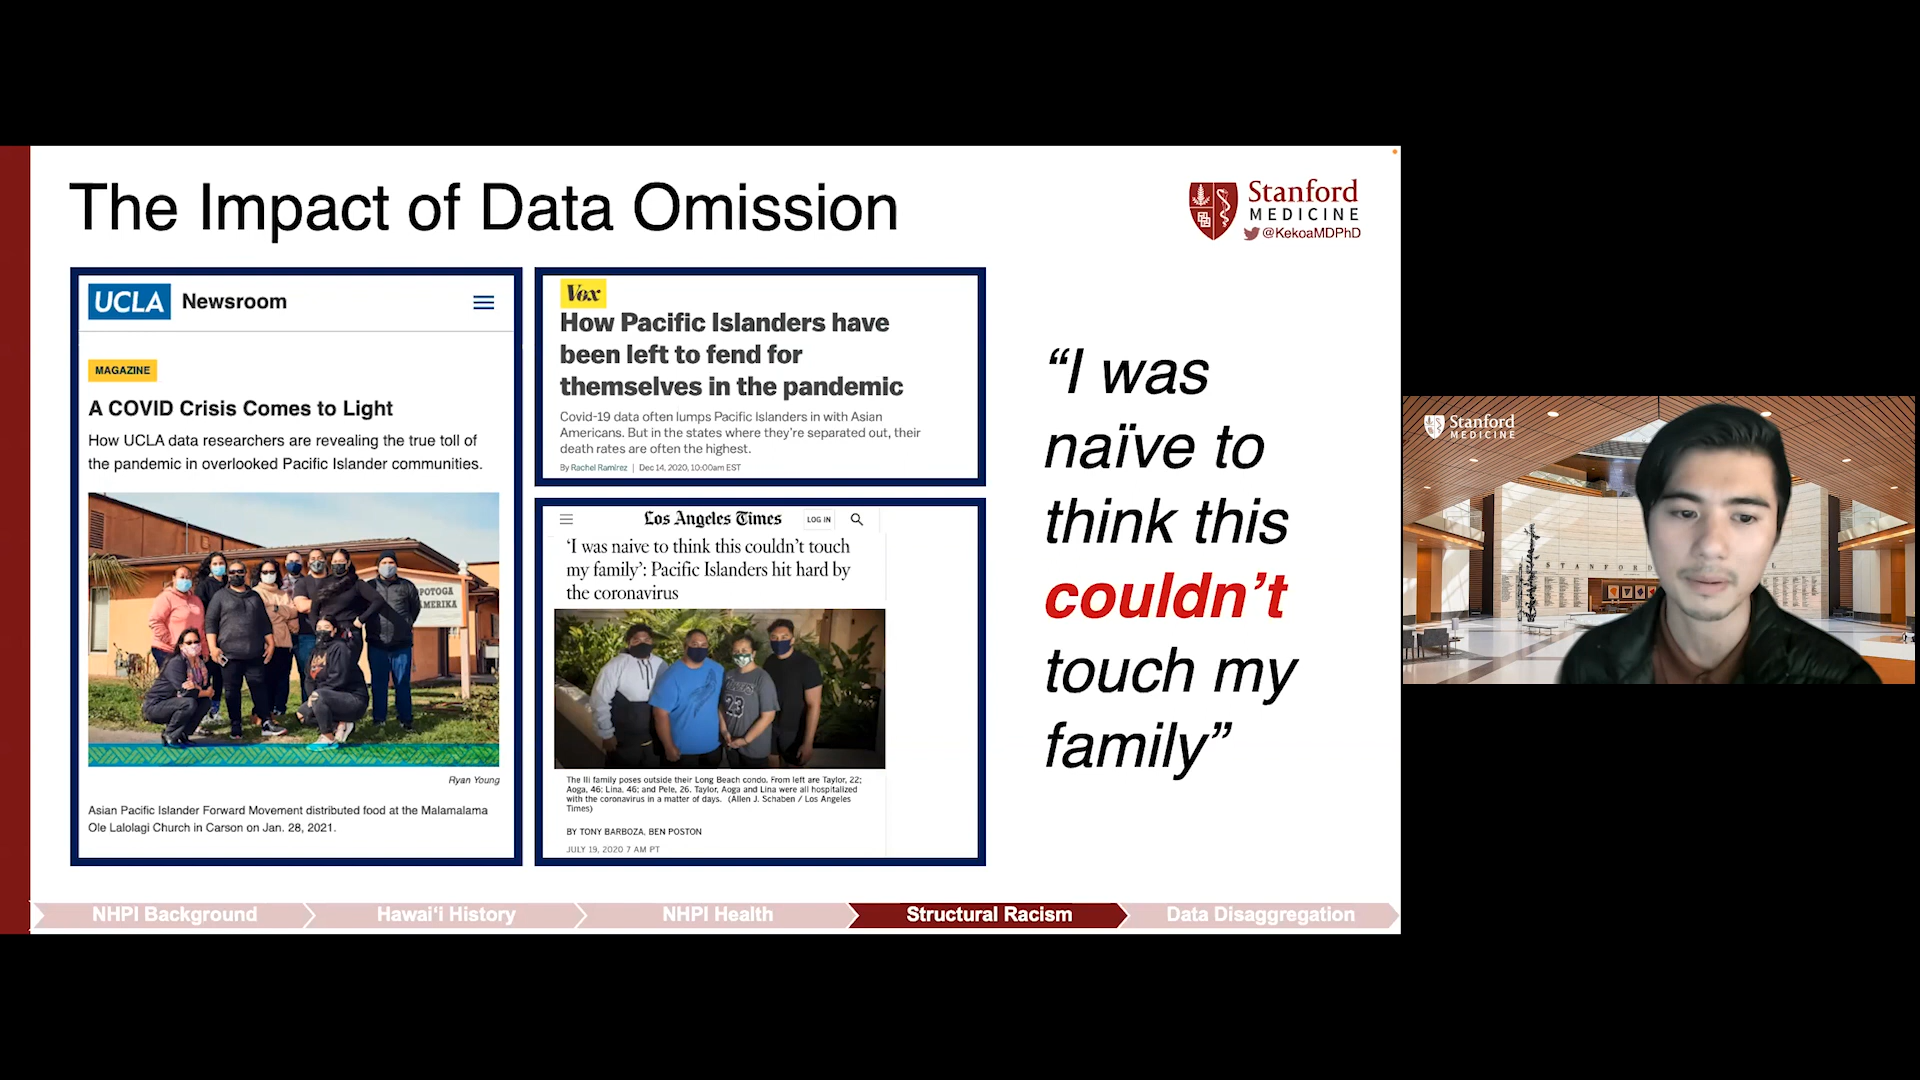 The Impact of Data Omission
Stanford
MEDICINE
@KekoaMDPhD
UCLA Newsroom
MAGAZINE
A COVID Crisis Comes to Light
How UCLA data researchers are revealing the true toll of
the pandemic in overlooked Pacific Islander communities.
POTOGA
AMERIKA
Ryan Young
Asian Pacific Islander Forward Movement distributed food at the Malamalama
Ole Lalolagi Church in Carson on Jan. 28, 2021.
Vox
How Pacific Islanders have
been left to fend for
themselves in the pandemic
Covid-19 data often lumps Pacific Islanders in with Asian
Americans. But in the states where they're separated out, their
death rates are often the highest.
By Rachel Ramirez | Dec 14, 2020, 10:00am EST
Los Angeles Times LOG IN
'I was naive to think this couldn't touch
my family': Pacific Islanders hit hard by
the coronavirus
23
The Ili family poses outside their Long Beach condo. From left are Taylor, 22;
Aoga, 46; Lina. 46; and Pele, 26. Taylor, Aoga and Lina were all hospitalized
with the coronavirus in a matter of days. (Allen J. Schaben / Los Angeles
Times)
BY TONY BARBOZA, BEN POSTON
JULY 19, 2020 7 AM PT
“I was
naïve to
think this
couldn’t
touch my
family”
NHPI Background Hawai‘i History NHPI Health Structural Racism Data Disaggregation
Stanford
MEDICINE